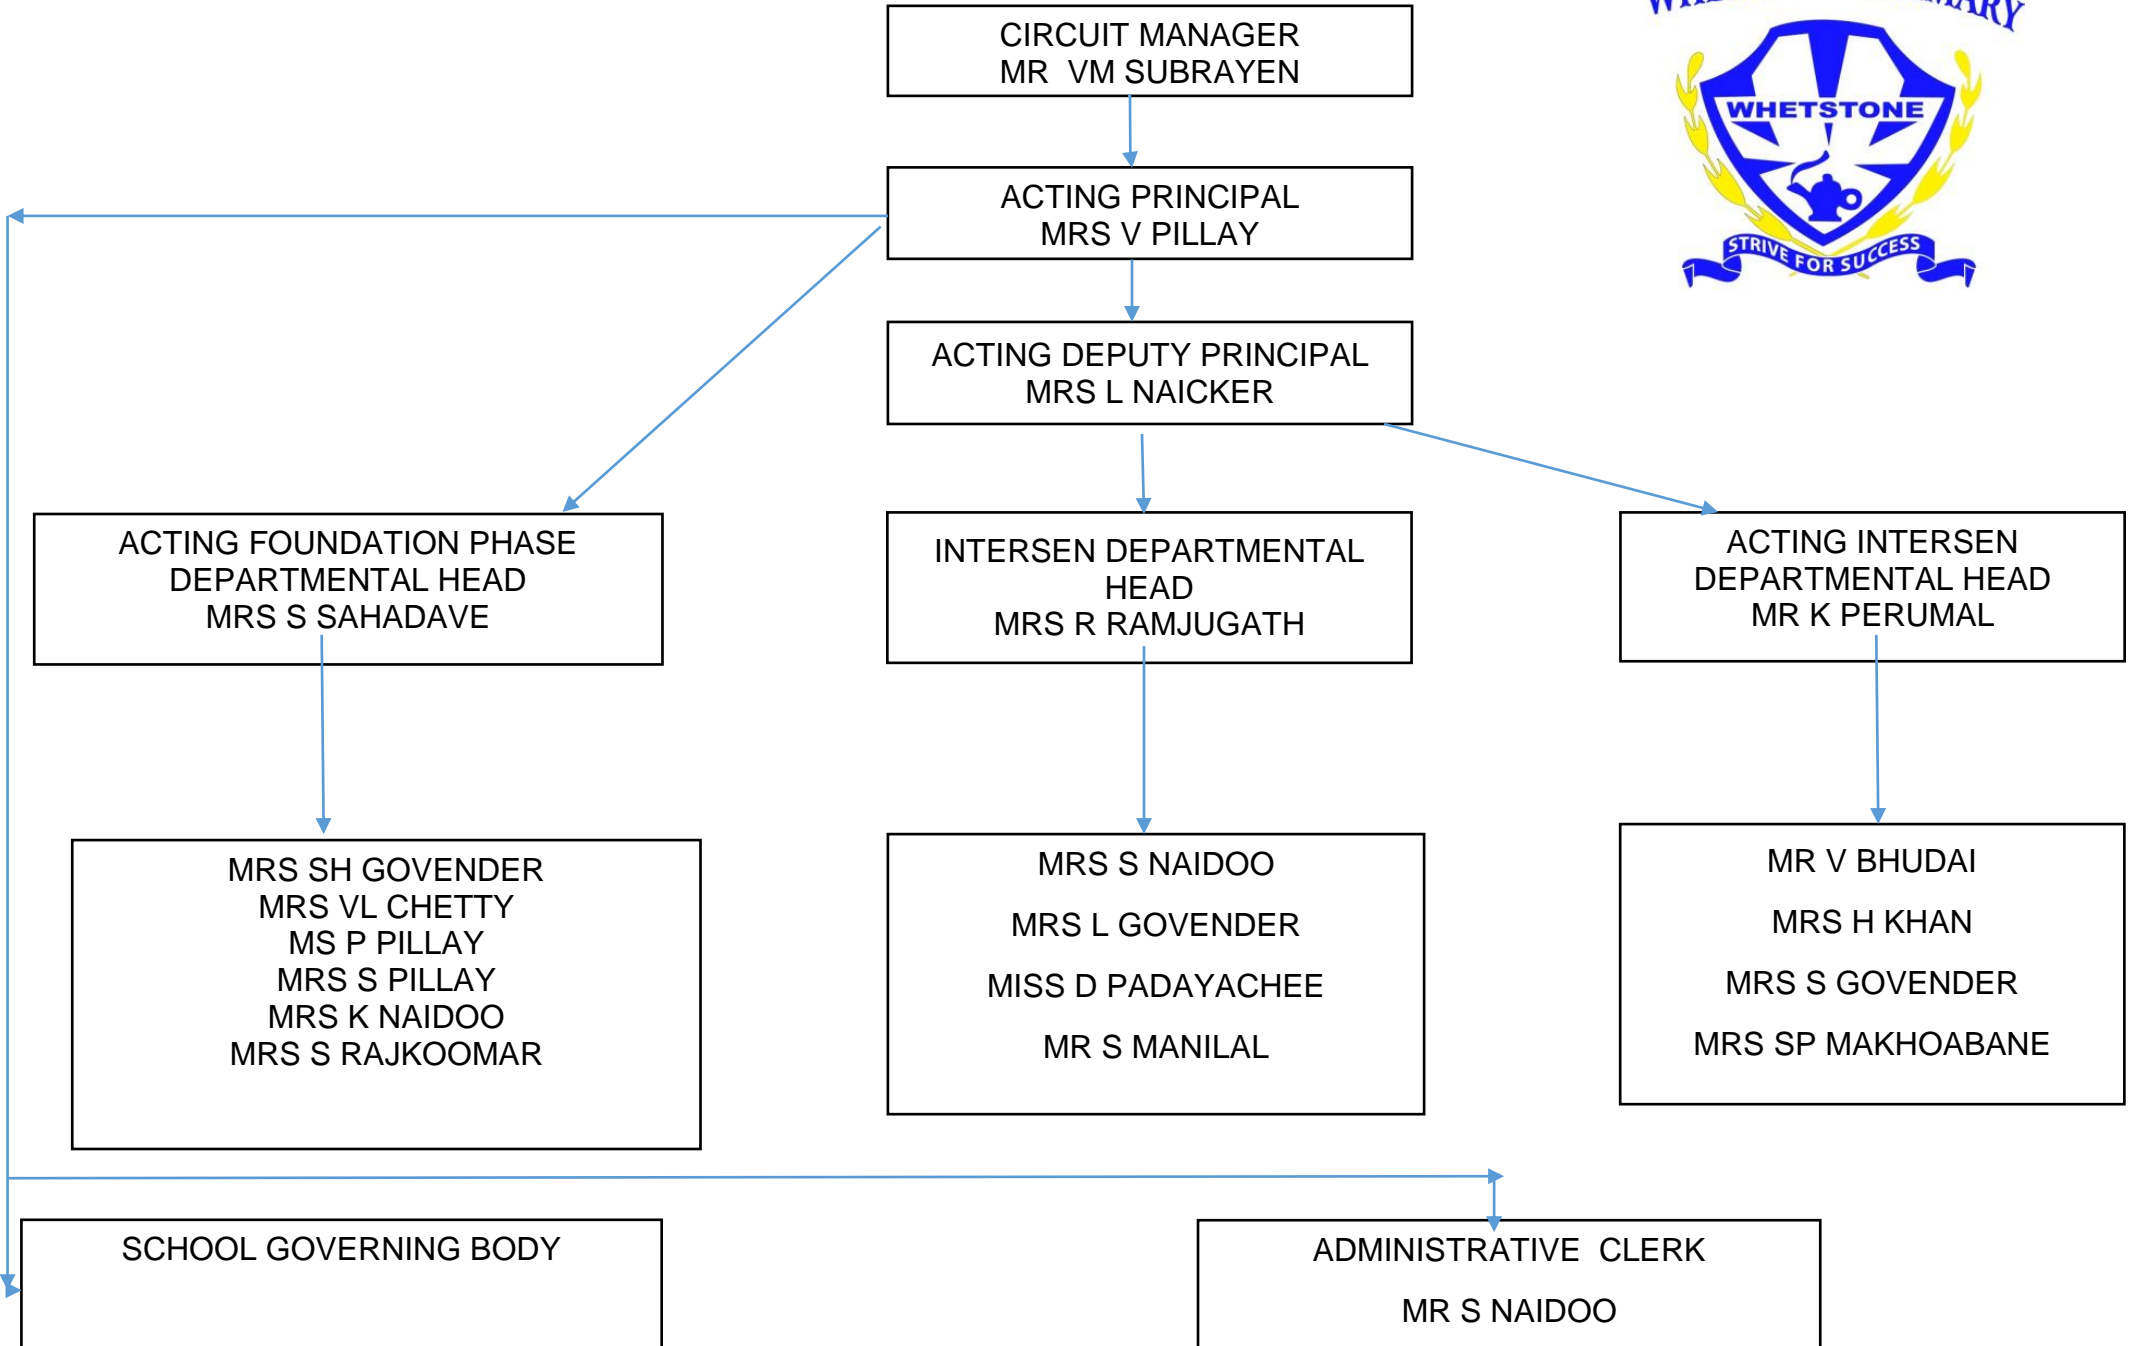 CIRCUIT MANAGER
MR VM SUBRAYEN
WHETSTONE
STRIVE FOR SUCCESS
ACTING PRINCIPAL
MRS V PILLAY
ACTING DEPUTY PRINCIPAL
MRS L NAICKER
ACTING FOUNDATION PHASE
DEPARTMENTAL HEAD
MRS S SAHADAVE
INTERSEN DEPARTMENTAL
HEAD
MRS R RAMJUGATH
ACTING INTERSEN
DEPARTMENTAL HEAD
MR K PERUMAL
MRS SH GOVENDER
MRS VL CHETTY
MS P PILLAY
MRS S PILLAY
MRS K NAIDOO
MRS S RAJKOOMAR
MRS S NAIDOO
MRS L GOVENDER
MISS D PADAYACHEE
MR S MANILAL
MR V BHUDAI
MRS H KHAN
MRS S GOVENDER
MRS SP MAKHOABANE
SCHOOL GOVERNING BODY
ADMINISTRATIVE CLERK
MR S NAIDOO